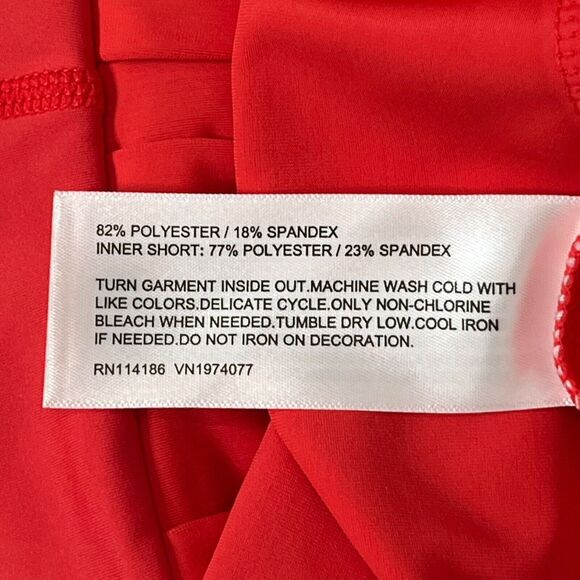 82% POLYESTER / 18% SPANDEX
INNER SHORT: 77% POLYESTER / 23% SPANDEX
TURN GARMENT INSIDE OUT.MACHINE WASH COLD WITH
LIKE COLORS.DELICATE CYCLE.ONLY NON-CHLORINE
BLEACH WHEN NEEDED.TUMBLE DRY LOW.COOL IRON
IF NEEDED.DO NOT IRON ON DECORATION.
RN114186 VN1974077